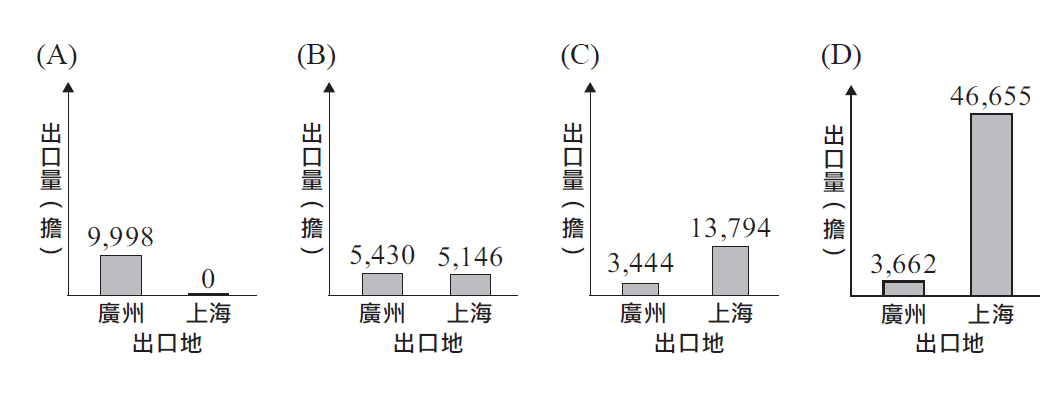 (A)
出口量(擔)
9,998
0
廣州
上海
出口地
(B)
出口量(擔)
5,430
5,146
廣州
上海
出口地
(C)
出口量(擔)
3,444
13,794
廣州
上海
出口地
(D)
出口量(擔)
3,662
46,655
廣州
上海
出口地